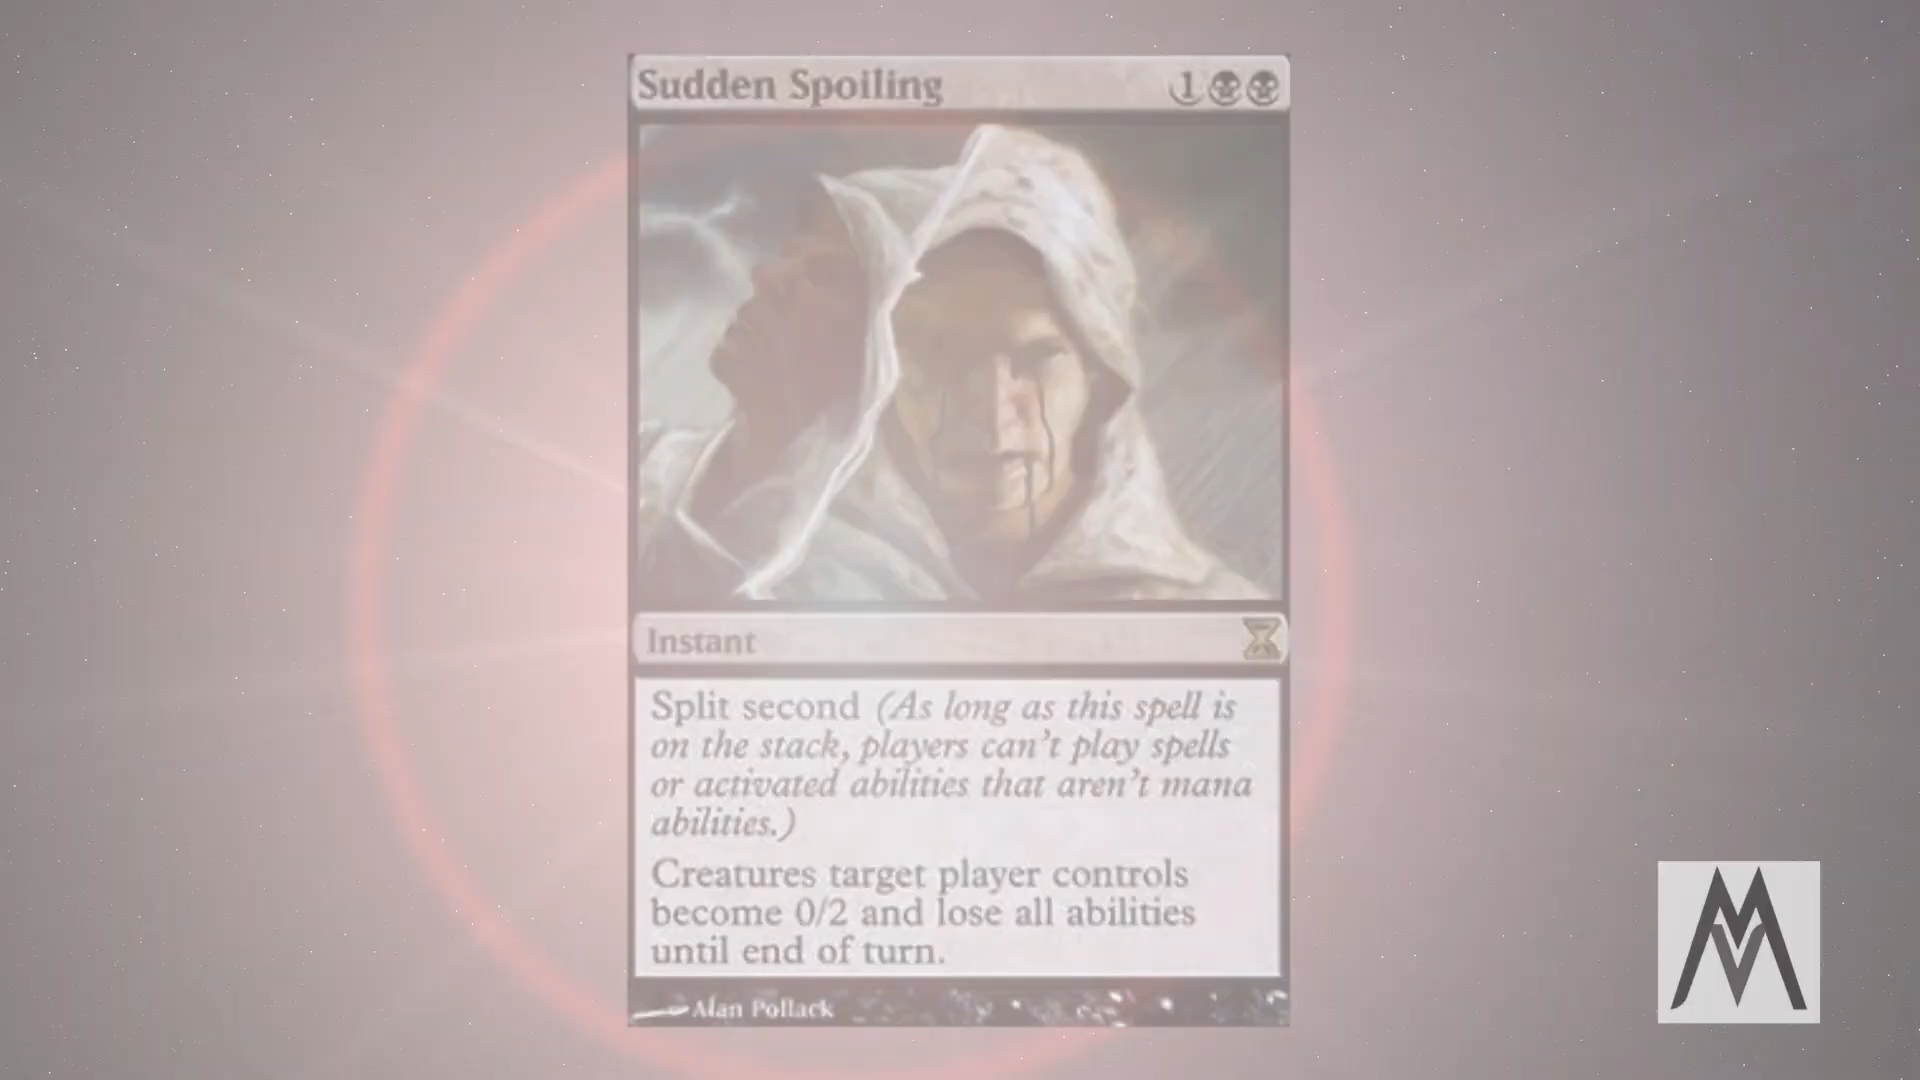 Sudden Spoiling
1
Instant
Split second (As long as this spell is
on the stack, players can't play spells
or activated abilities that aren't mana
abilities.)
Creatures target player controls
become 0/2 and lose all abilities
until end of turn.
Alan Pollack